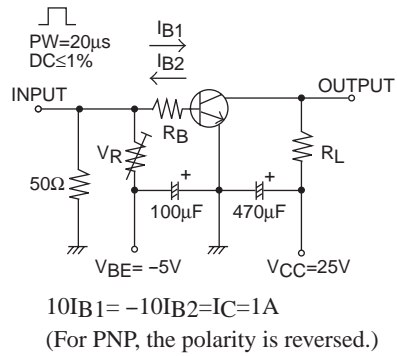 PW=20μs
DC≤1%
IB1
IB2
INPUT
OUTPUT
RB
VR
RL
50Ω
+
+
100μF
470μF
VBE= −5V
VCC=25V
10IB1= −10IB2=IC=1A
(For PNP, the polarity is reversed.)